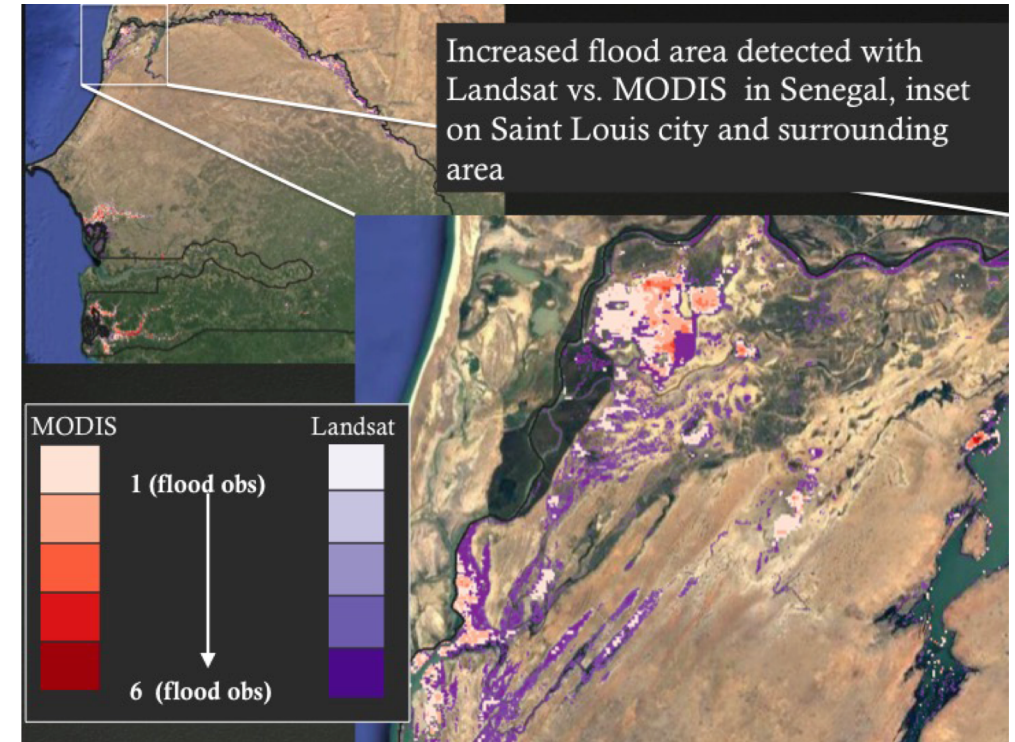 Increased flood area detected with
Landsat vs. MODIS in Senegal, inset
on Saint Louis city and surrounding
area
MODIS
Landsat
1 (flood obs)
6 (flood obs)